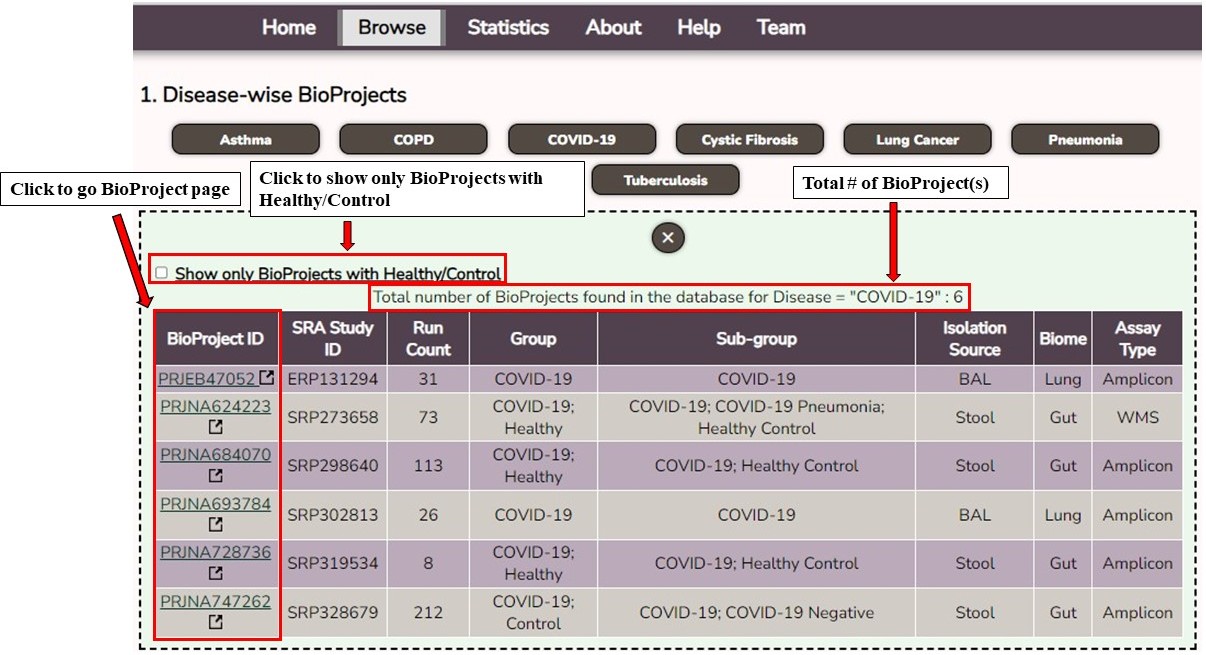 Home Browse Statistics About Help Team
1. Disease-wise BioProjects
Asthma COPD COVID-19 Cystic Fibrosis Lung Cancer Pneumonia
Tuberculosis
Click to go BioProject page
Click to show only BioProjects with
Healthy/Control
Total # of BioProject(s)
Show only BioProjects with Healthy/Control
Total number of BioProjects found in the database for Disease = "COVID-19" : 6
BioProject ID SRA Study ID Run Count Group Sub-group Isolation Source Biome Assay Type
PRJEB47052 ERP131294 31 COVID-19 COVID-19 BAL Lung Amplicon
PRJNA624223 SRP273658 73 COVID-19; Healthy COVID-19; COVID-19 Pneumonia; Healthy Control Stool Gut WMS
PRJNA684070 SRP298640 113 COVID-19; Healthy COVID-19; Healthy Control Stool Gut Amplicon
PRJNA693784 SRP302813 26 COVID-19 COVID-19 BAL Lung Amplicon
PRJNA728736 SRP319534 8 COVID-19; Healthy COVID-19; Healthy Control Stool Gut Amplicon
PRJNA747262 SRP328679 212 COVID-19; Control COVID-19; COVID-19 Negative Stool Gut Amplicon